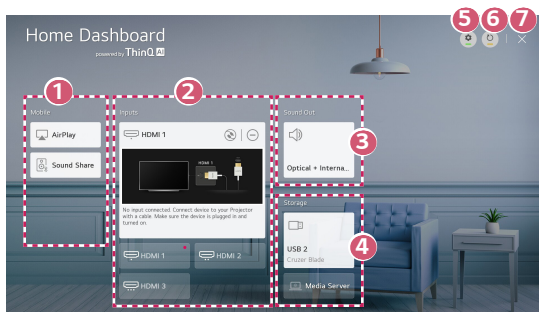 Home Dashboard
powered by ThinQ AI
5 6 7
1
2
3
4
Mobile
AirPlay
Sound Share
Inputs
HDMI 1
HDMI 1
No input connected. Connect device to your Projector
with a cable. Make sure the device is plugged in and
turned on.
HDMI 1
HDMI 2
HDMI 3
Sound Out
Optical + Interna...
Storage
USB 2
Cruzer Blade
Media Server